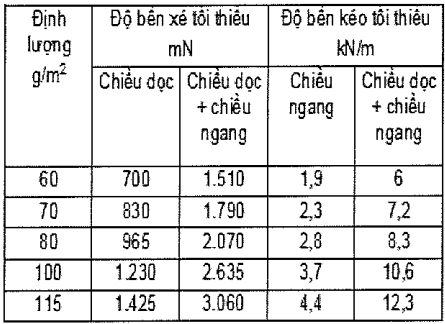 Định lượng g/m² | Độ bền xé tối thiểu mN | Độ bền kéo tối thiểu kN/m
Chiều dọc | Chiều dọc + chiều ngang | Chiều ngang | Chiều dọc + chiều ngang
60 | 700 | 1.510 | 1,9 | 6
70 | 830 | 1.790 | 2,3 | 7,2
80 | 965 | 2.070 | 2,8 | 8,3
100 | 1.230 | 2.635 | 3,7 | 10,6
115 | 1.425 | 3.060 | 4,4 | 12,3